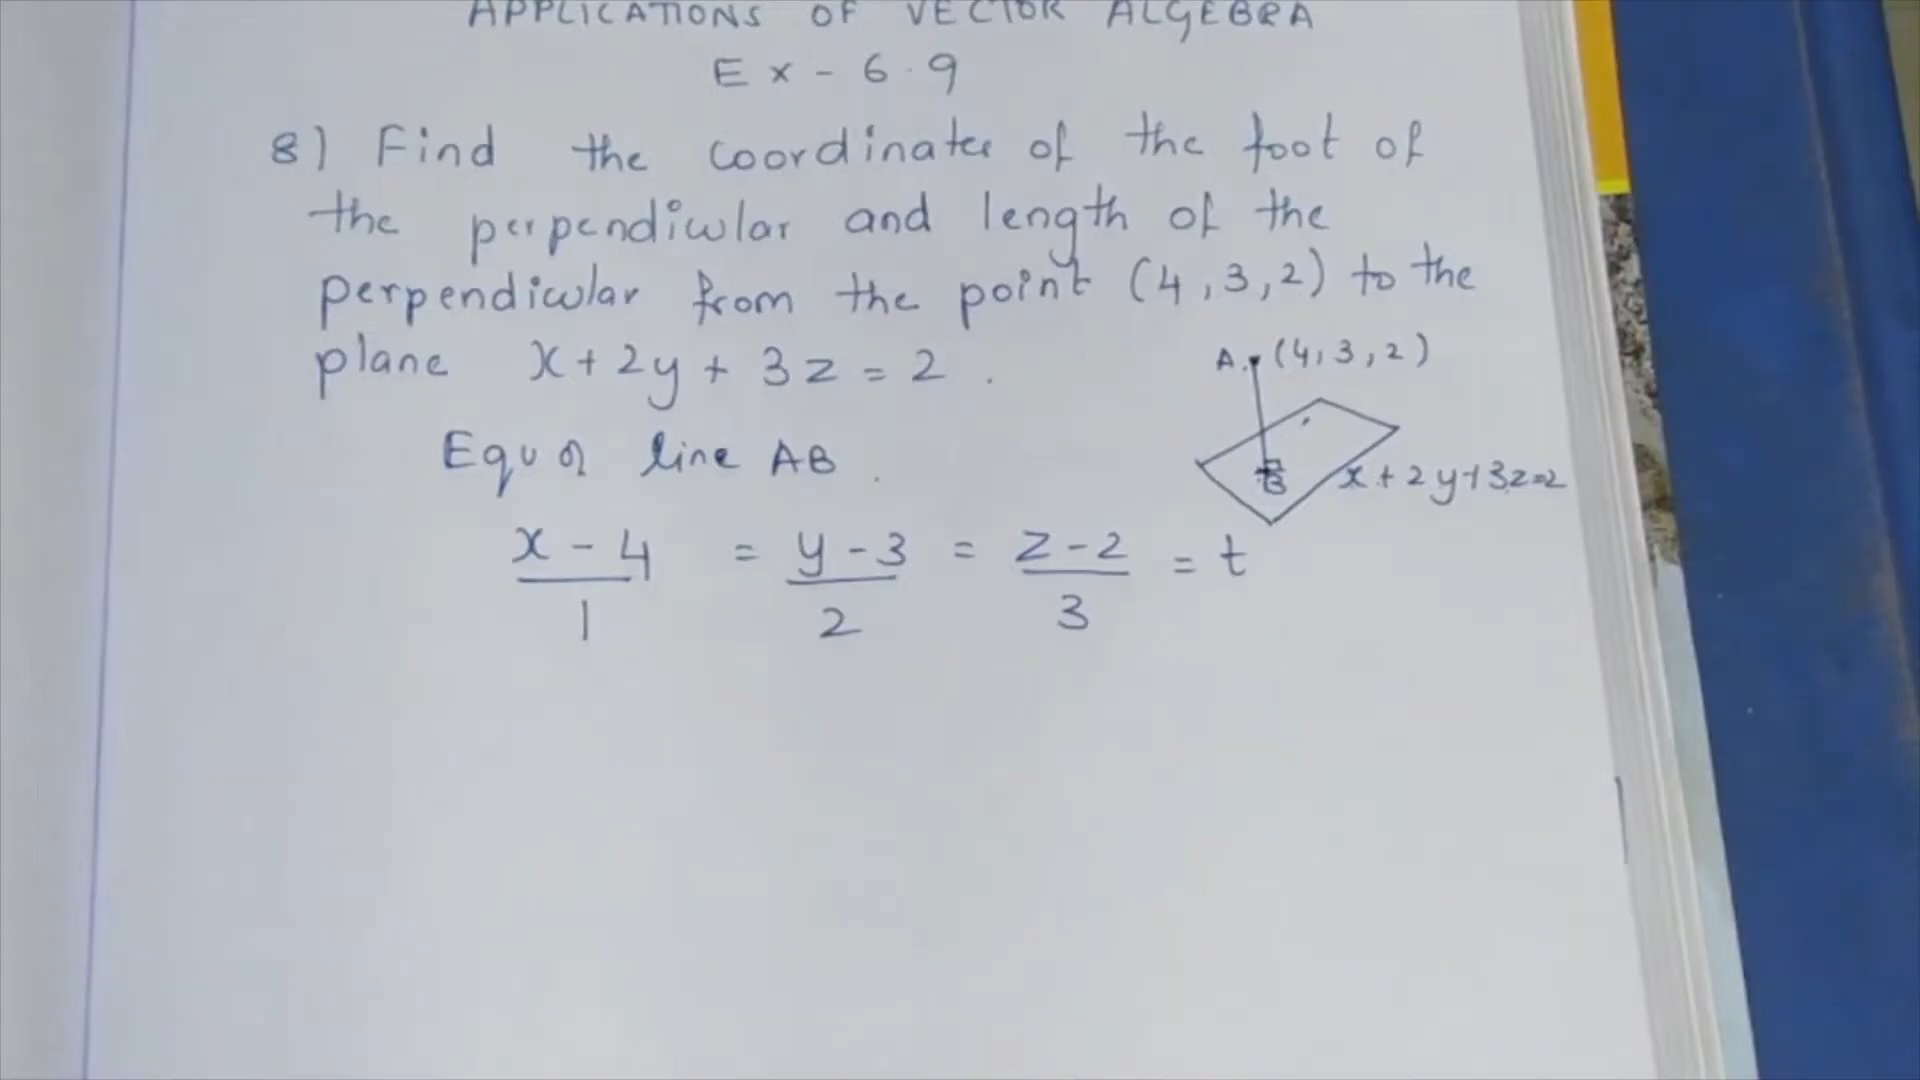 APPLICATIONS OF VECTOR ALGEBRA
Ex - 6.9
8) Find the coordinates of the foot of
the perpendicular and length of the
perpendicular from the point (4,3,2) to the
plane x + 2y + 3z = 2 .
A. (4,3,2)
B
x + 2y + 3z = 2
Equ of line AB .
x - 4 = y - 3 = z - 2 = t
1 2 3